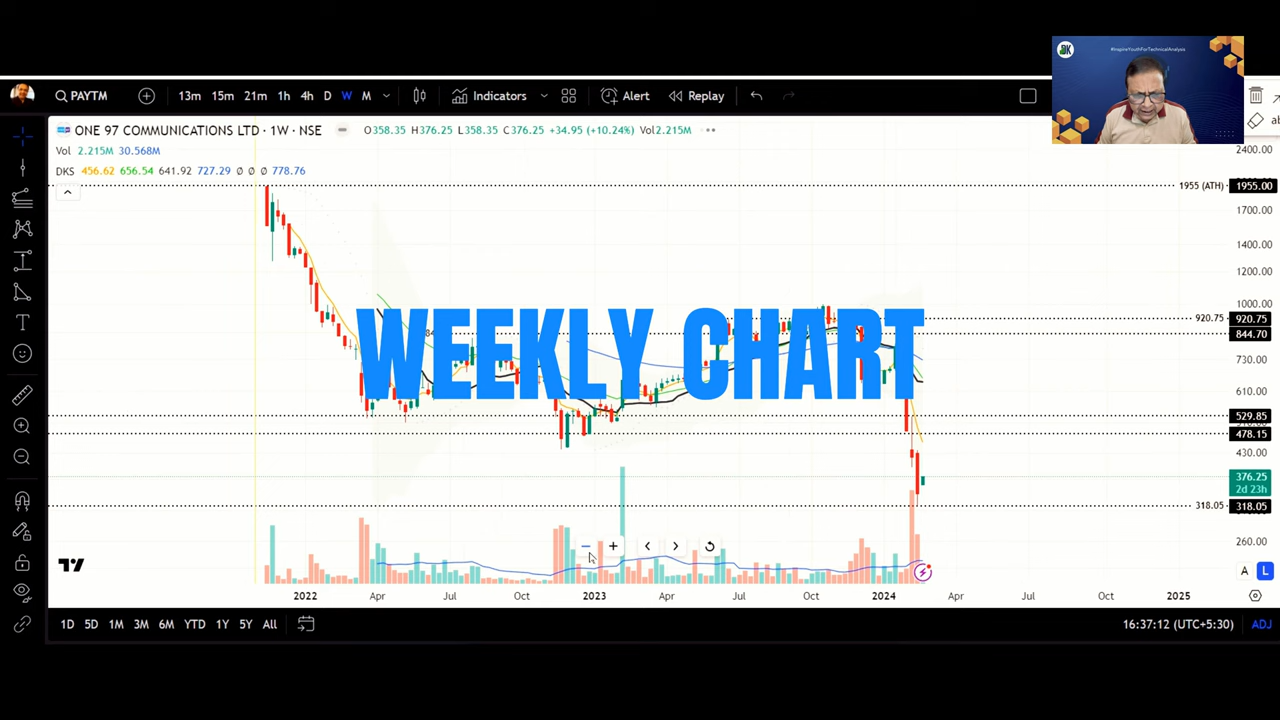 DK
#InspireYouthForTechnicalAnalysis
PAYTM
13m 15m 21m 1h 4h D W M
Indicators
Alert
Replay
ONE 97 COMMUNICATIONS LTD · 1W · NSE
O358.35 H376.25 L358.35 C376.25 +34.95 (+10.24%) Vol2.215M
Vol 2.215M 30.568M
DKS 456.62 656.54 641.92 727.29 Ø Ø Ø 778.76
2400.00
1955 (ATH) 1955.00
1700.00
1400.00
1200.00
1000.00
920.75 920.75
844.70
WEEKLY CHART
730.00
610.00
529.85
478.15
430.00
376.25
2d 23h
318.05 318.05
260.00
A L
2022 Apr Jul Oct 2023 Apr Jul Oct 2024 Apr Jul Oct 2025
1D 5D 1M 3M 6M YTD 1Y 5Y All
16:37:12 (UTC+5:30) ADJ